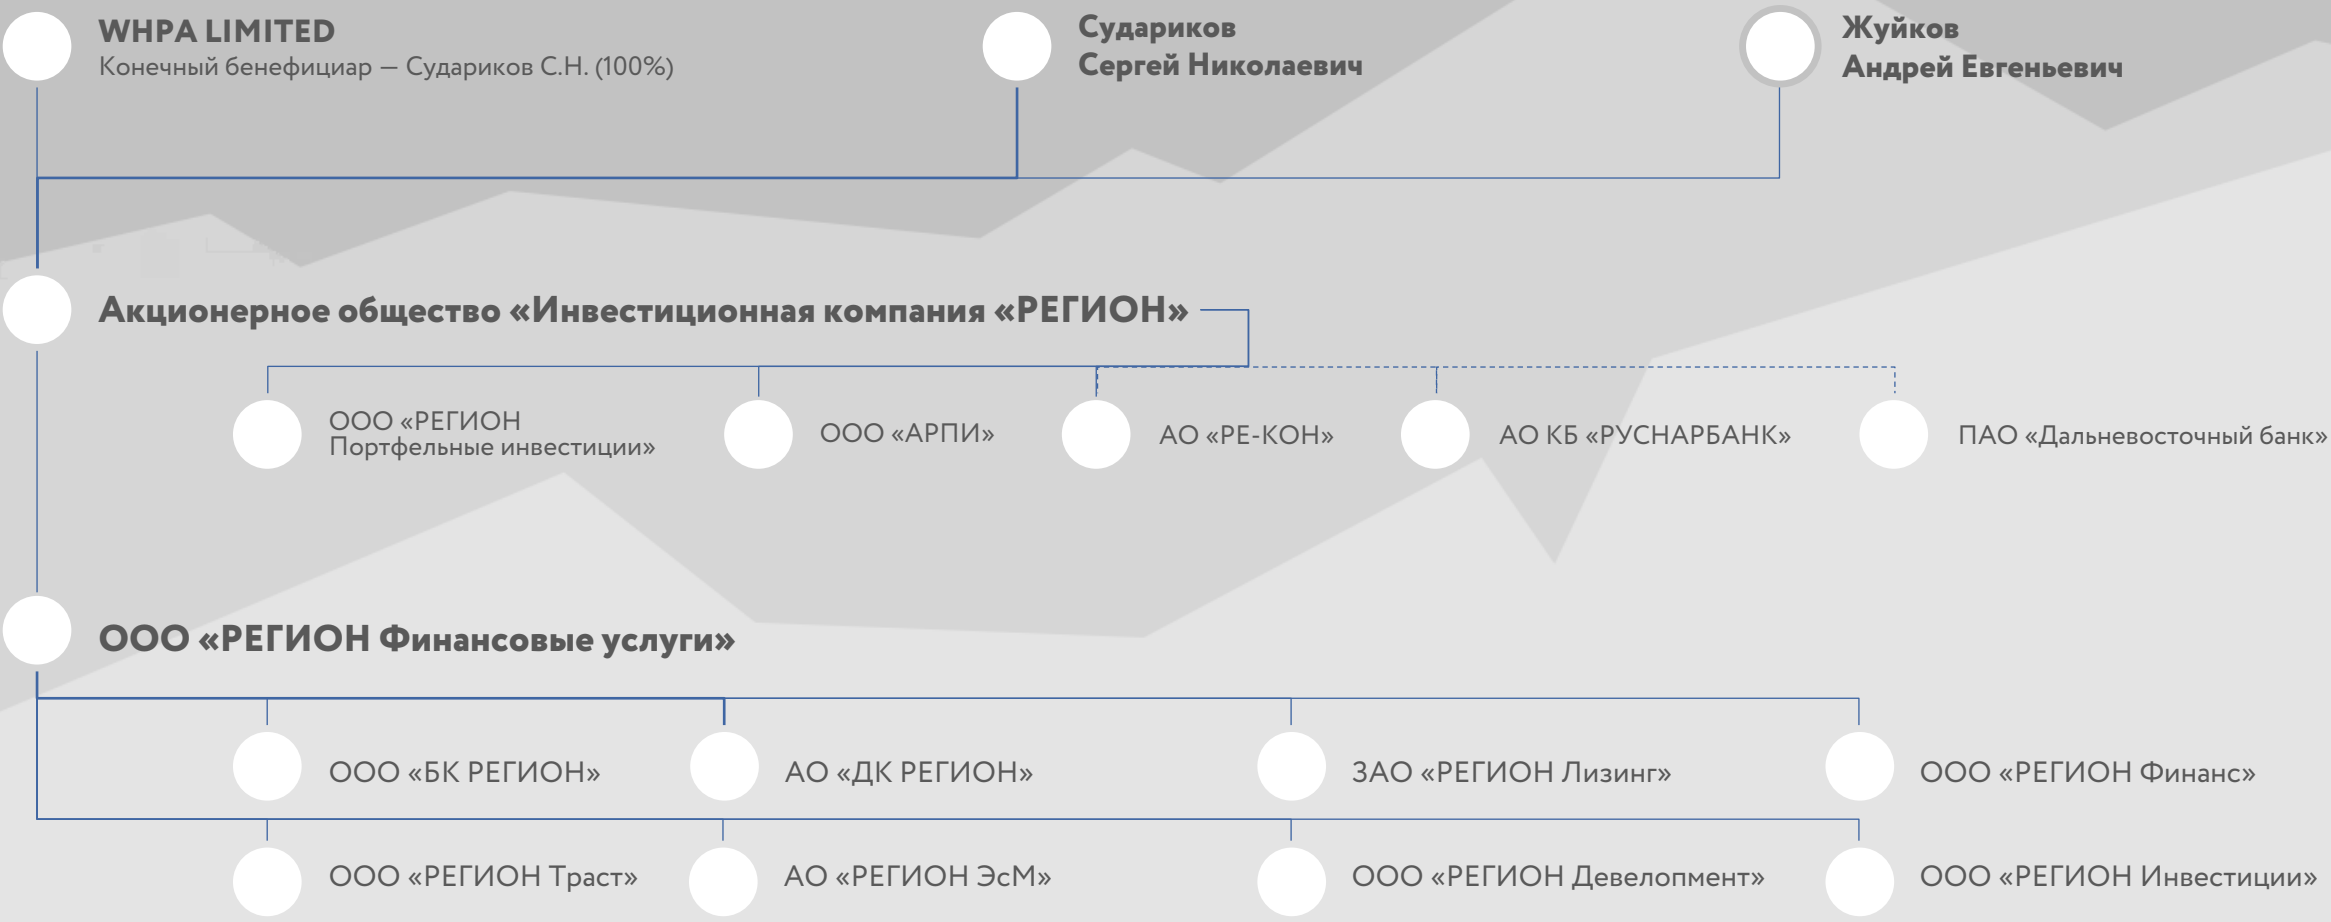 WHPA LIMITED
Конечный бенефициар — Судариков С.Н. (100%)
Судариков
Сергей Николаевич
Жуйков
Андрей Евгеньевич
Акционерное общество «Инвестиционная компания «РЕГИОН»
ООО «РЕГИОН
Портфельные инвестиции»
ООО «АРПИ»
АО «РЕ-КОН»
АО КБ «РУСНАРБАНК»
ПАО «Дальневосточный банк»
ООО «РЕГИОН Финансовые услуги»
ООО «БК РЕГИОН»
АО «ДК РЕГИОН»
ЗАО «РЕГИОН Лизинг»
ООО «РЕГИОН Финанс»
ООО «РЕГИОН Траст»
АО «РЕГИОН ЭсМ»
ООО «РЕГИОН Девелопмент»
ООО «РЕГИОН Инвестиции»